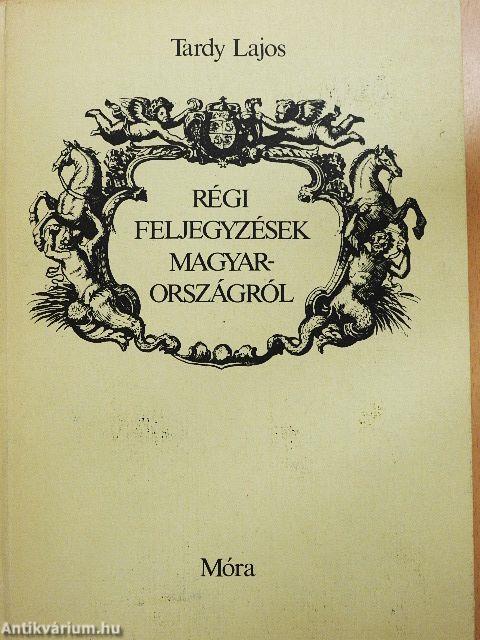 Tardy Lajos
RÉGI
FELJEGYZÉSEK
MAGYAR-
ORSZÁGRÓL
Móra
Antikvárium.hu